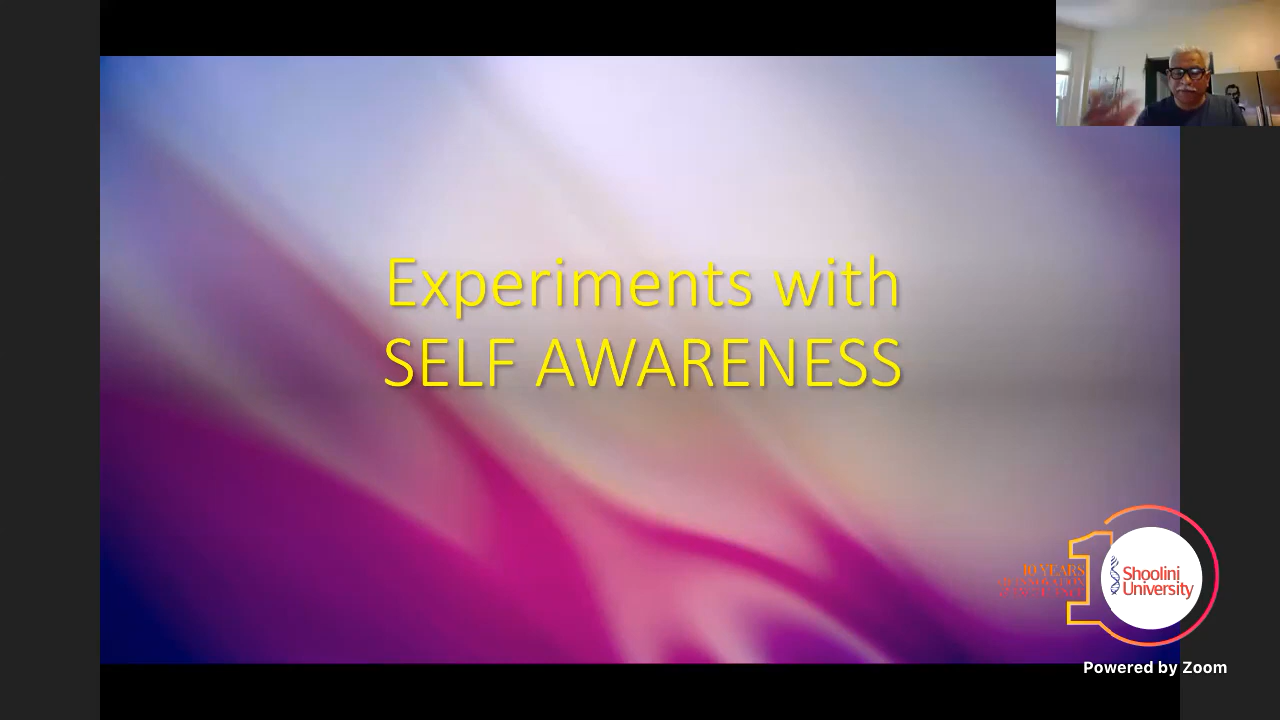 Experiments with
SELF AWARENESS
10 YEARS
Shoolini
University
Powered by Zoom